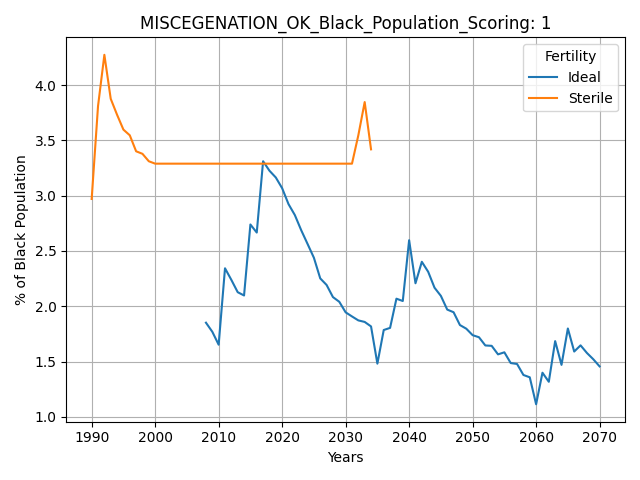 MISCEGENATION_OK_Black_Population_Scoring: 1
Fertility
Ideal
Sterile
% of Black Population
4.0
3.5
3.0
2.5
2.0
1.5
1.0
1990 2000 2010 2020 2030 2040 2050 2060 2070
Years